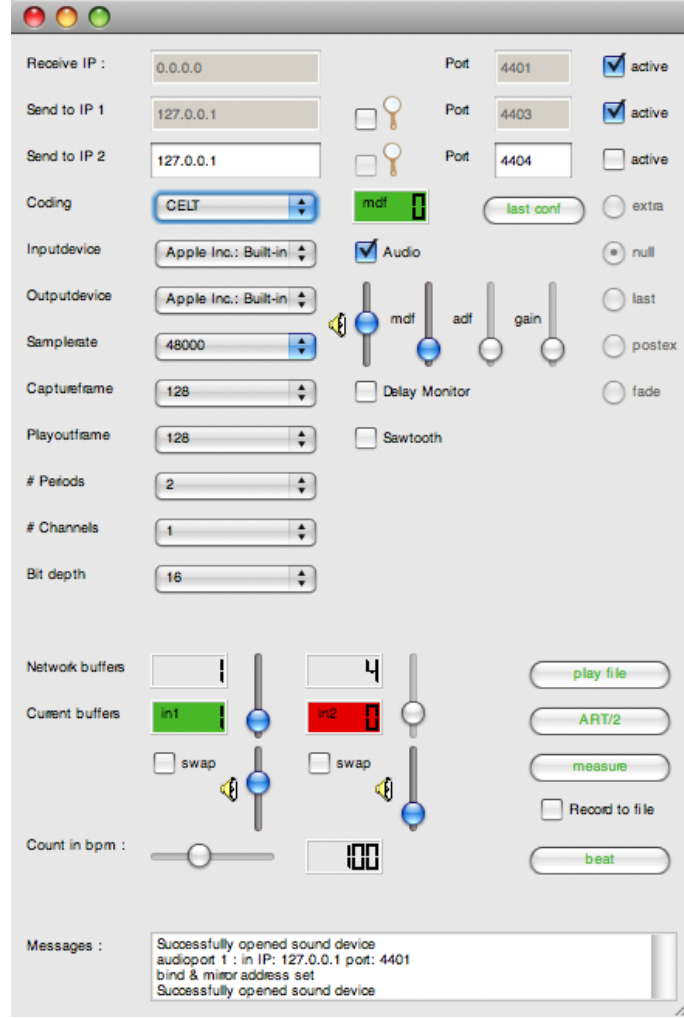 Receive IP : 0.0.0.0 Port 4401 active
Send to IP 1 127.0.0.1 Port 4403 active
Send to IP 2 127.0.0.1 Port 4404 active
Coding CELT mdf 0 last conf extra
Inputdevice Apple Inc.: Built-in Audio null
Outputdevice Apple Inc.: Built-in last
mdf adf gain
Samplerate 48000 postex
Captureframe 128 Delay Monitor fade
Playoutframe 128 Sawtooth
# Periods 2
# Channels 1
Bit depth 16
Network buffers 1 4 play file
Current buffers in1 1 in2 0 ART/2
swap swap measure
Record to file
Count in bpm : 100 beat
Messages : Successfully opened sound device
audioport 1 : in IP: 127.0.0.1 port: 4401
bind & mirror address set
Successfully opened sound device